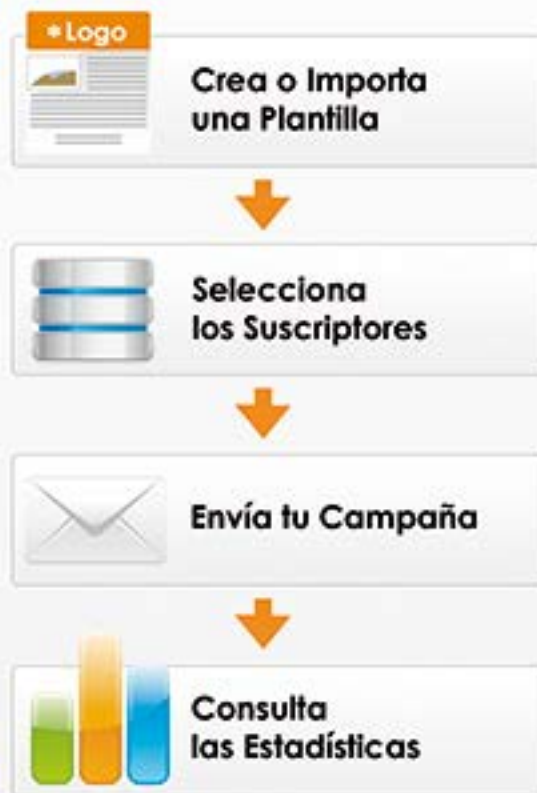 *Logo
Crea o Importa
una Plantilla
Selecciona
los Suscriptores
Envía tu Campaña
Consulta
las Estadísticas